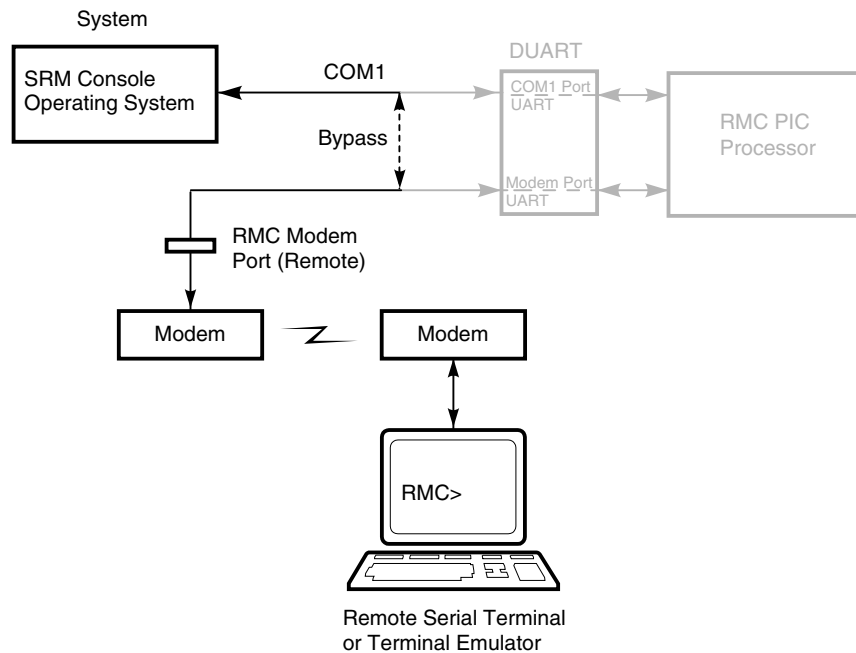 System
SRM Console
Operating System
COM1
Bypass
DUART
COM1 Port
UART
Modem Port
UART
RMC PIC
Processor
RMC Modem
Port (Remote)
Modem
Modem
RMC>
Remote Serial Terminal
or Terminal Emulator